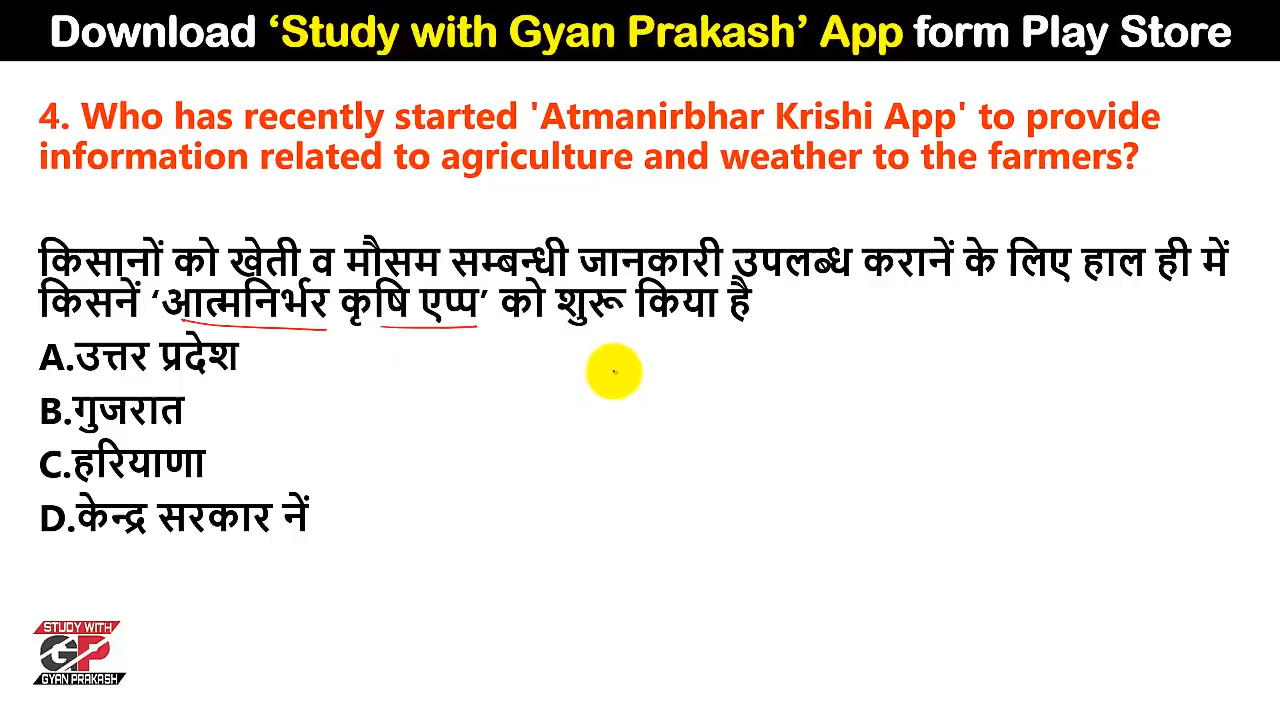 Download ‘Study with Gyan Prakash’ App form Play Store
4. Who has recently started 'Atmanirbhar Krishi App' to provide
information related to agriculture and weather to the farmers?
किसानों को खेती व मौसम सम्बन्धी जानकारी उपलब्ध करानें के लिए हाल ही में
किसनें ‘आत्मनिर्भर कृषि एप्प’ को शुरू किया है
A.उत्तर प्रदेश
B.गुजरात
C.हरियाणा
D.केन्द्र सरकार नें
STUDY WITH
GP
GYAN PRAKASH